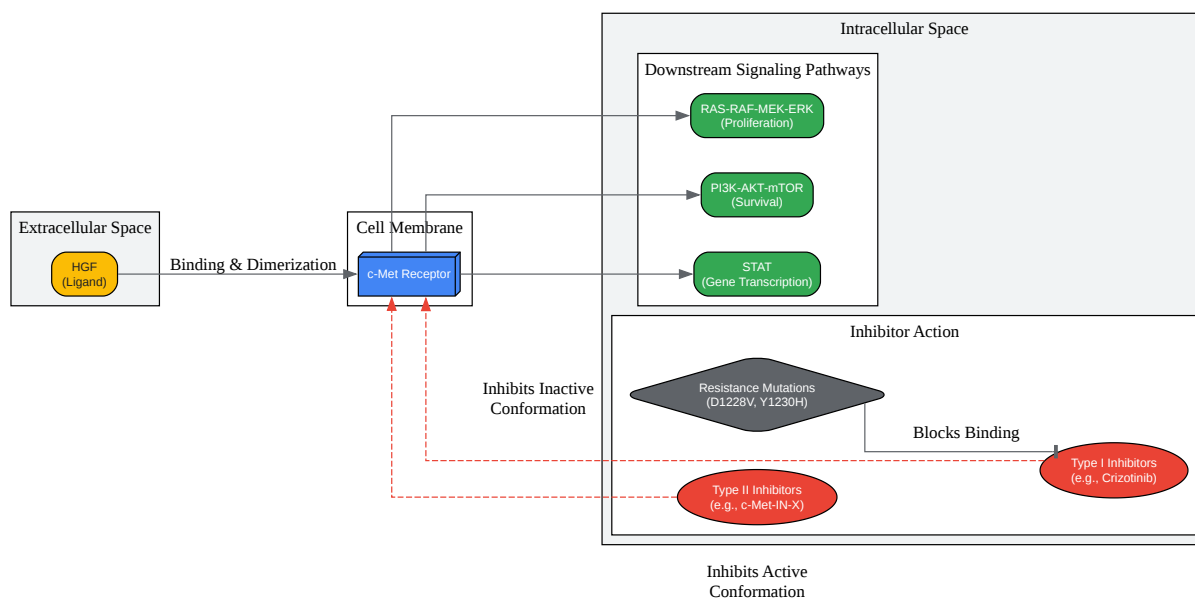 Intracellular Space
Downstream Signaling Pathways
RAS-RAF-MEK-ERK
(Proliferation)
PI3K-AKT-mTOR
(Survival)
Extracellular Space
Cell Membrane
HGF
(Ligand)
Binding & Dimerization
c-Met Receptor
STAT
(Gene Transcription)
Inhibitor Action
Inhibits Inactive
Conformation
Resistance Mutations
(D1228V, Y1230H)
Blocks Binding
Type I Inhibitors
(e.g., Crizotinib)
Type II Inhibitors
(e.g., c-Met-IN-X)
Inhibits Active
Conformation